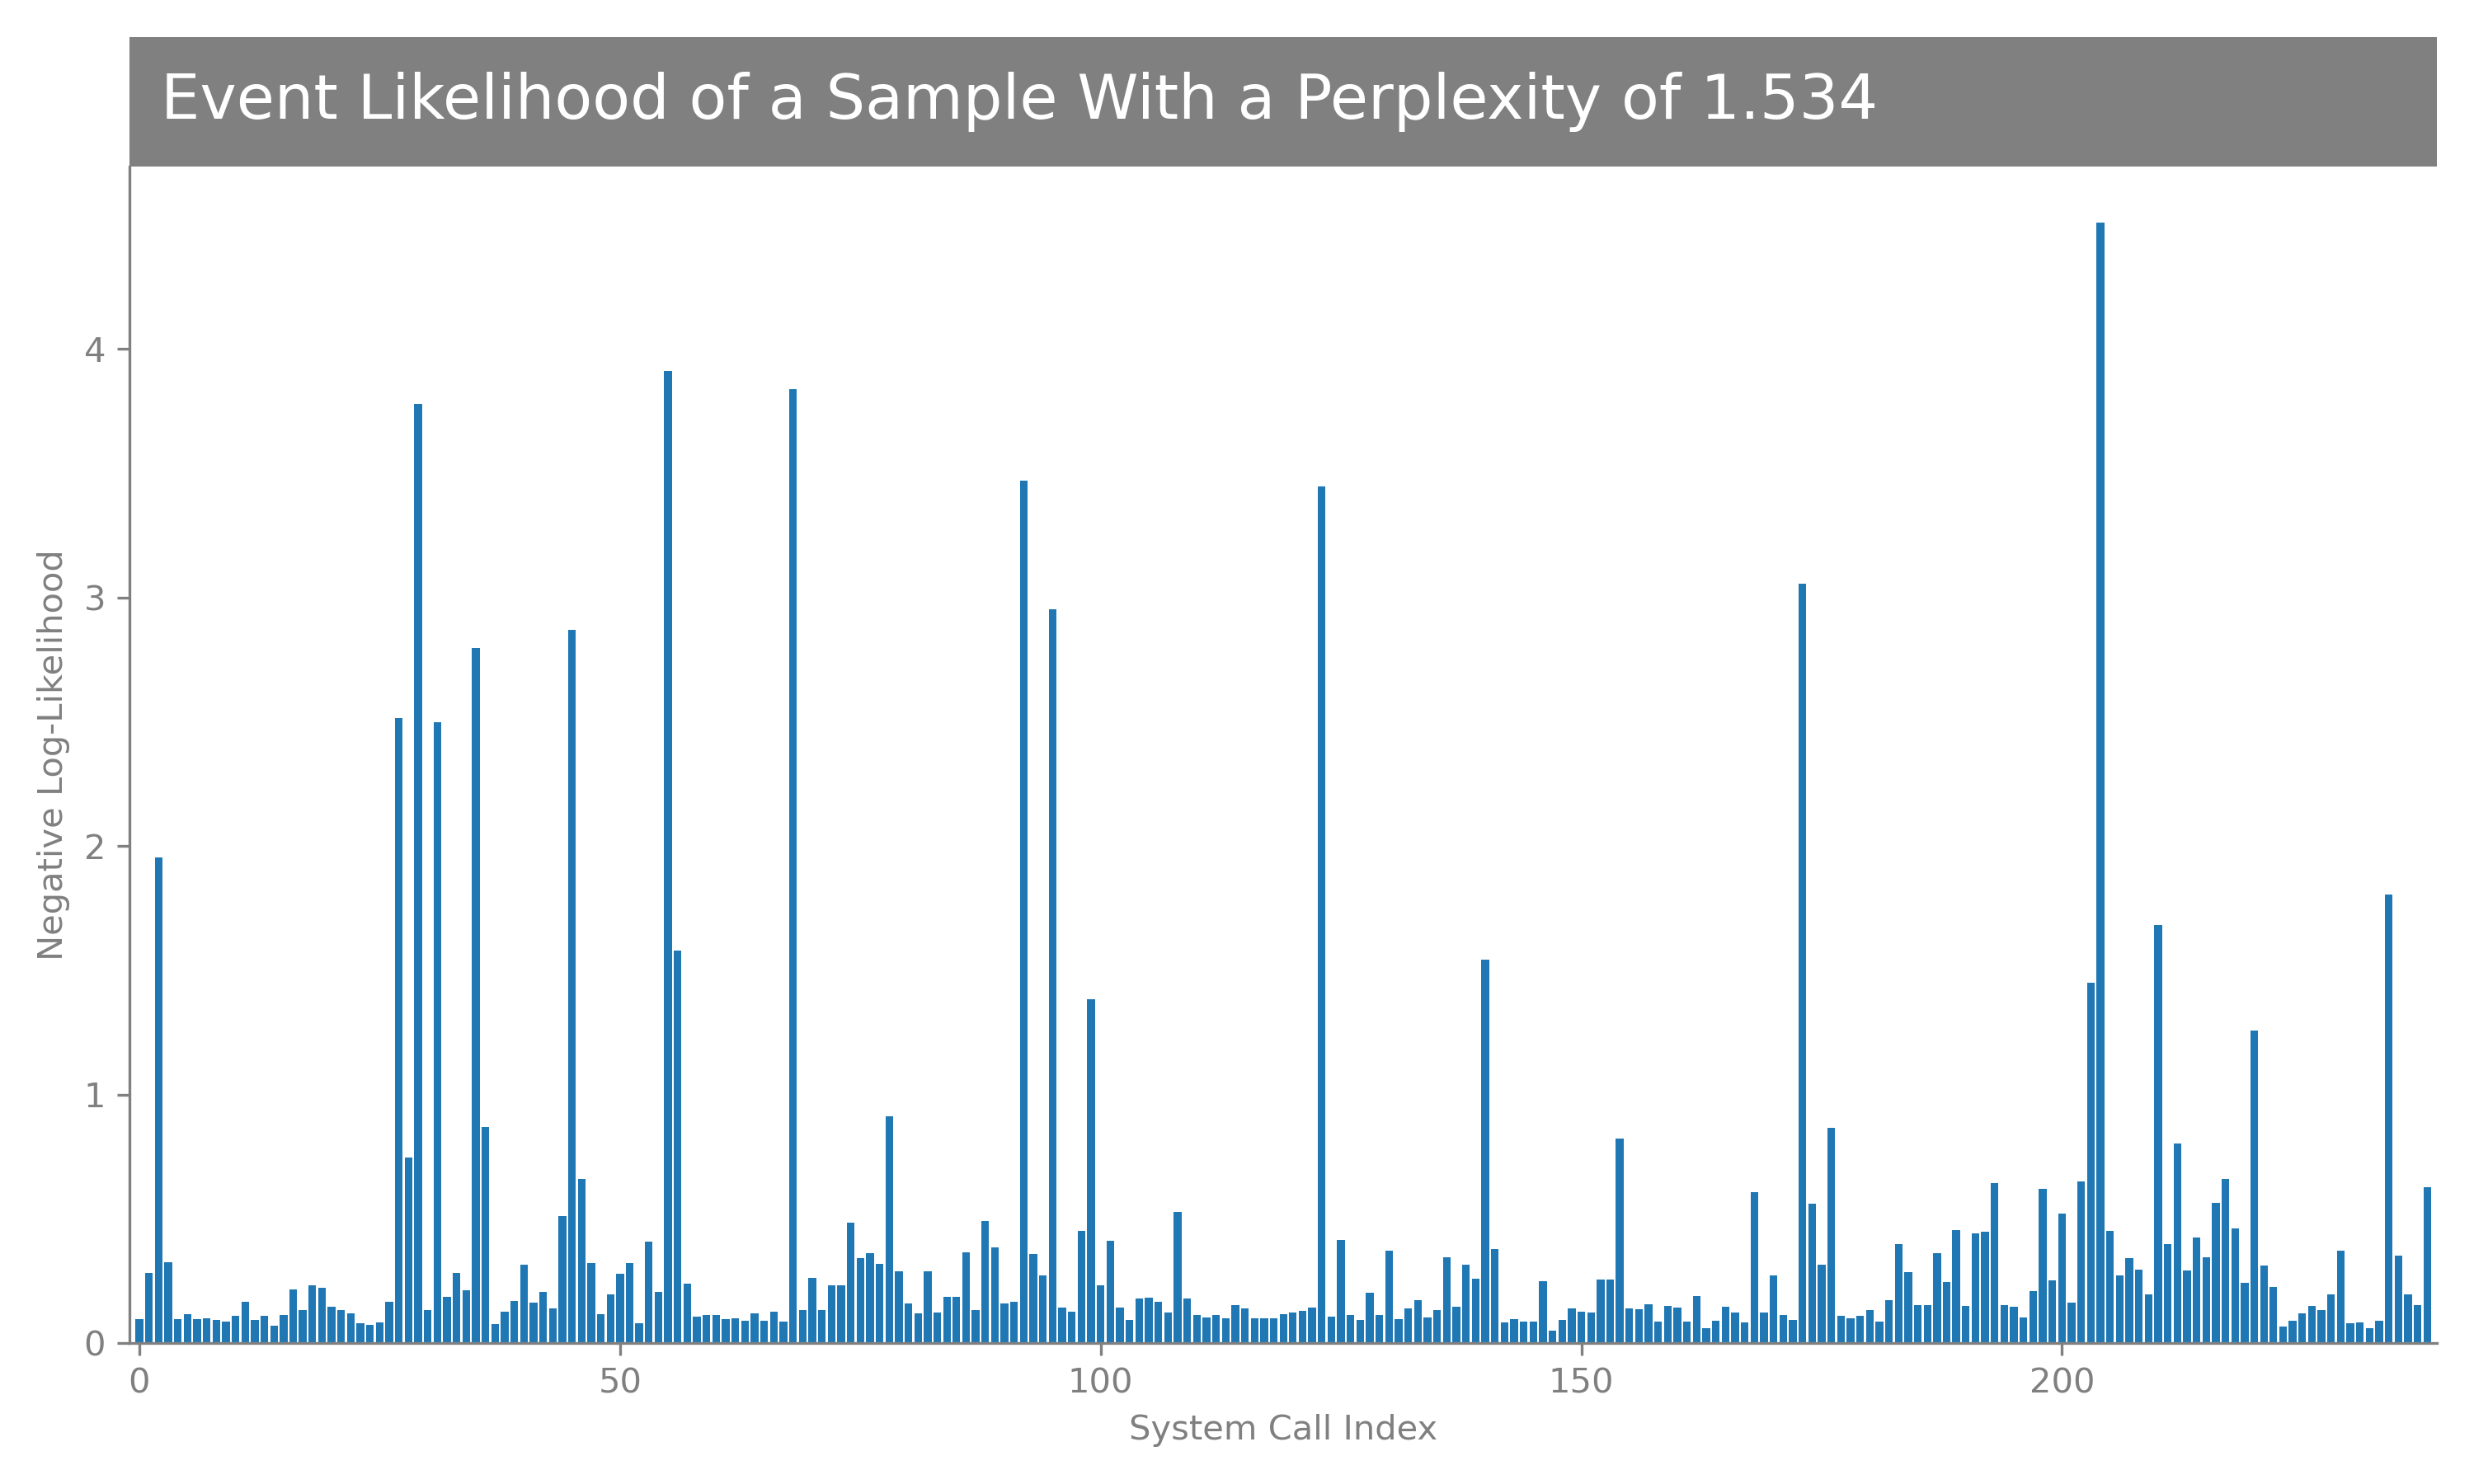 Event Likelihood of a Sample With a Perplexity of 1.534
Negative Log-Likelihood
4
3
2
1
0
0 50 100 150 200
System Call Index